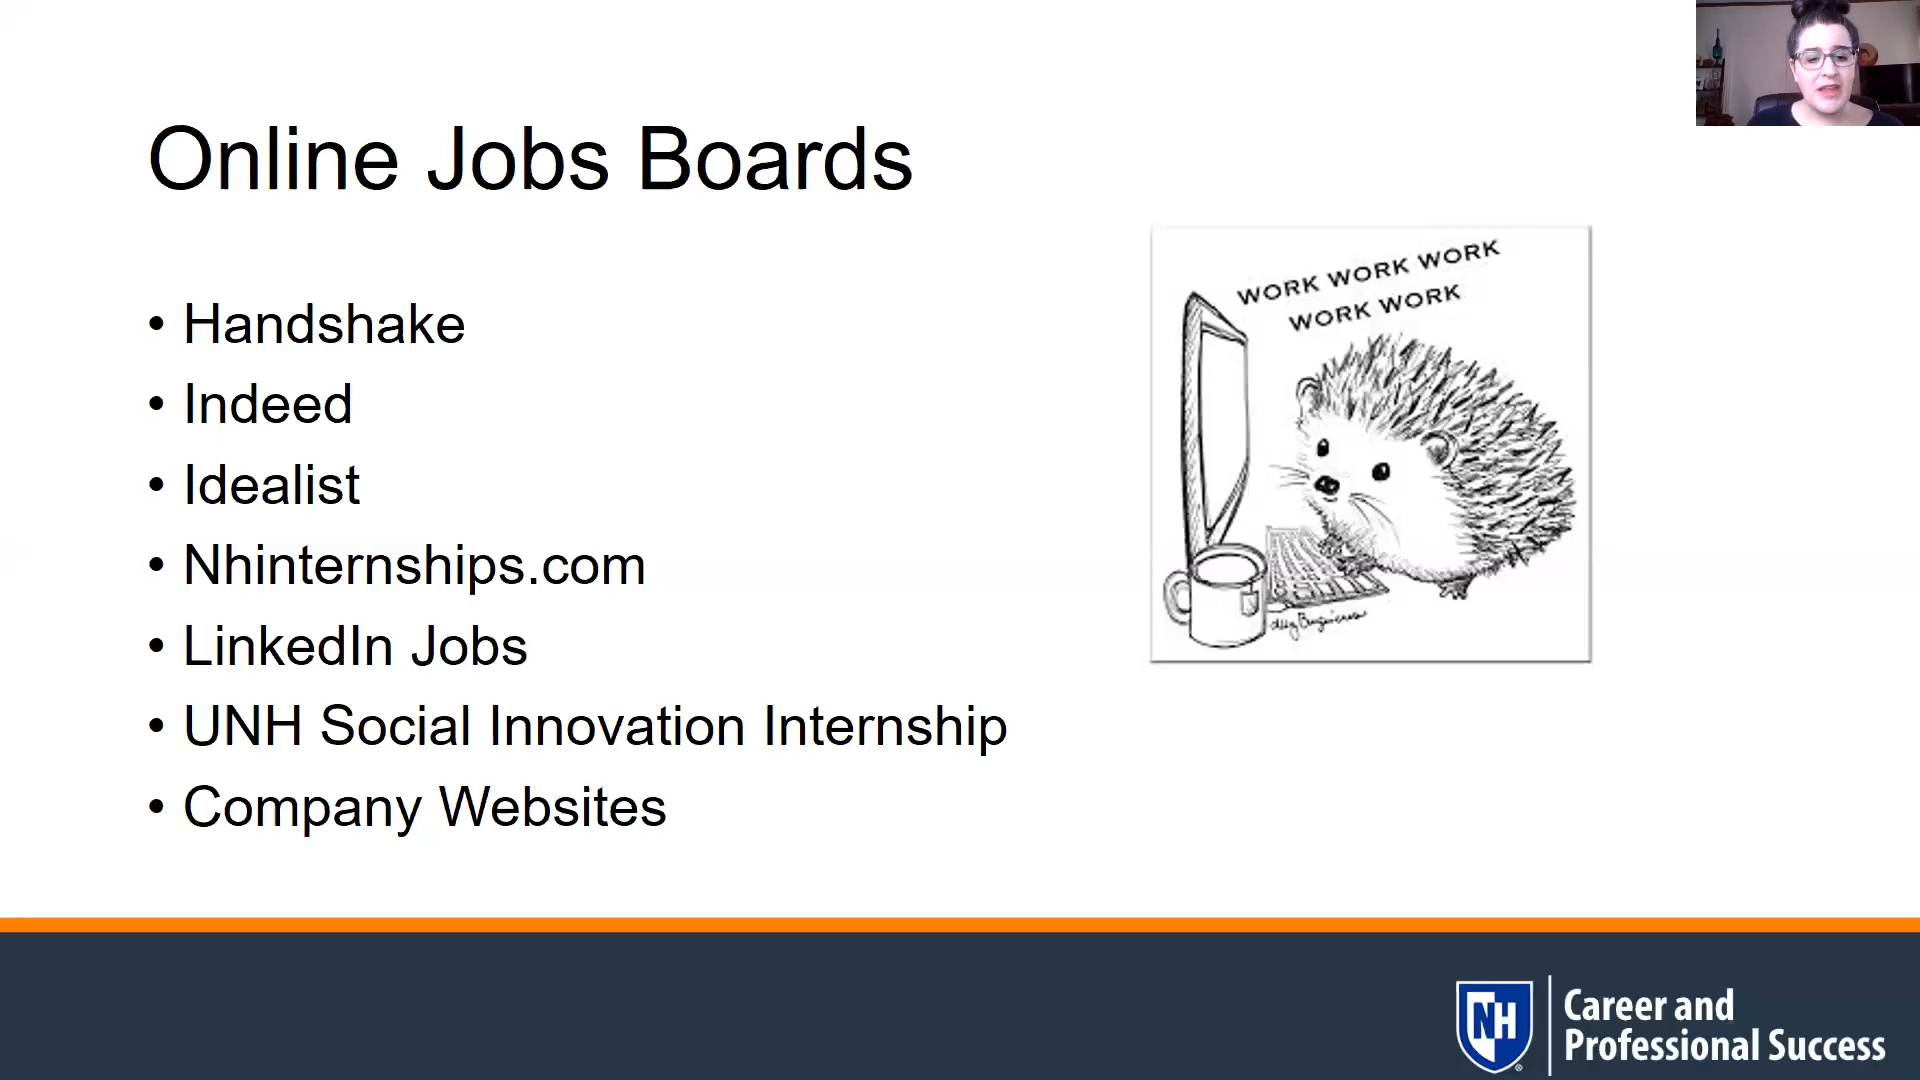 Online Jobs Boards
• Handshake
• Indeed
• Idealist
• Nhinternships.com
• LinkedIn Jobs
• UNH Social Innovation Internship
• Company Websites
WORK WORK WORK
WORK WORK
NH
Career and
Professional Success